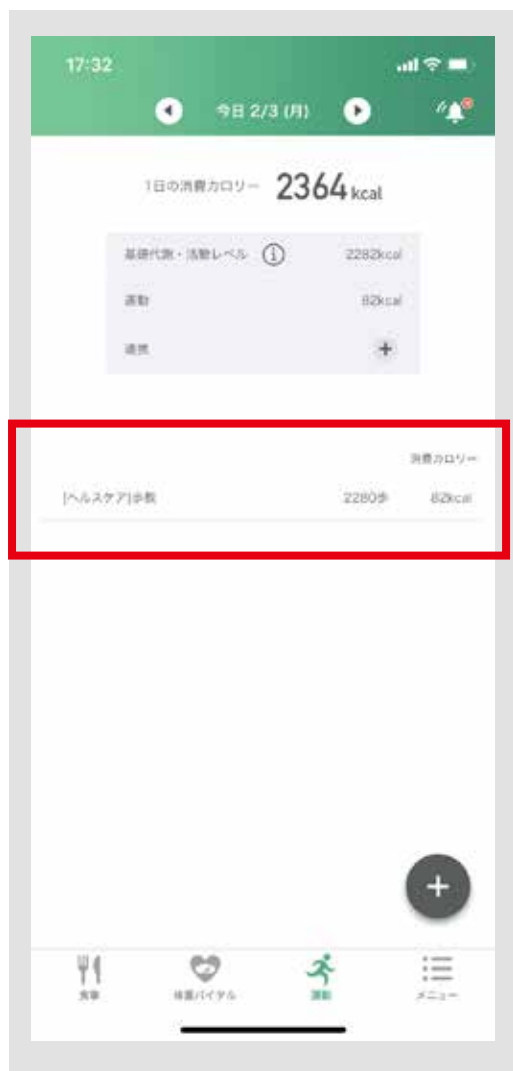 17:32
今日 2/3 (月)
1日の消費カロリー 2364 kcal
基礎代謝・活動レベル 2282kcal
運動 82kcal
連携 +
消費カロリー
[ヘルスケア]歩数 2280歩 82kcal
+
食事 体重バイタル 運動 メニュー